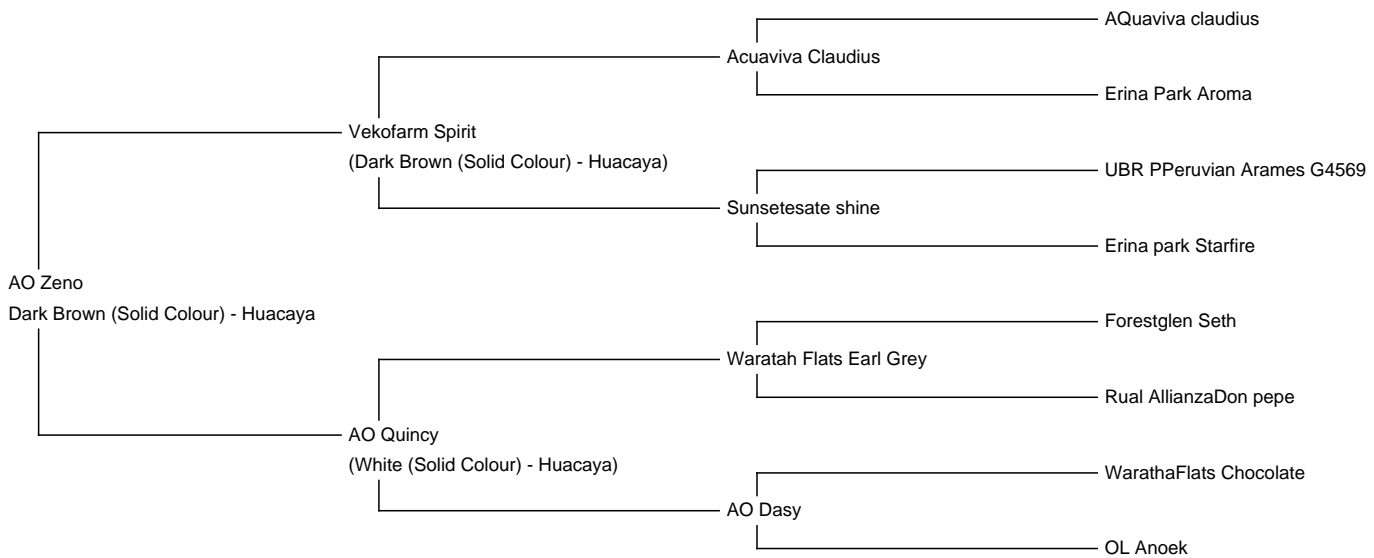 AQuaviva claudius
Acuaviva Claudius
Erina Park Aroma
Vekofarm Spirit
(Dark Brown (Solid Colour) - Huacaya)
UBR PPeruvian Arames G4569
Sunsetesate shine
Erina park Starfire
AO Zeno
Dark Brown (Solid Colour) - Huacaya
Forestglen Seth
Waratah Flats Earl Grey
Rual AllianzaDon pepe
AO Quincy
(White (Solid Colour) - Huacaya)
WarathaFlats Chocolate
AO Dasy
OL Anoek